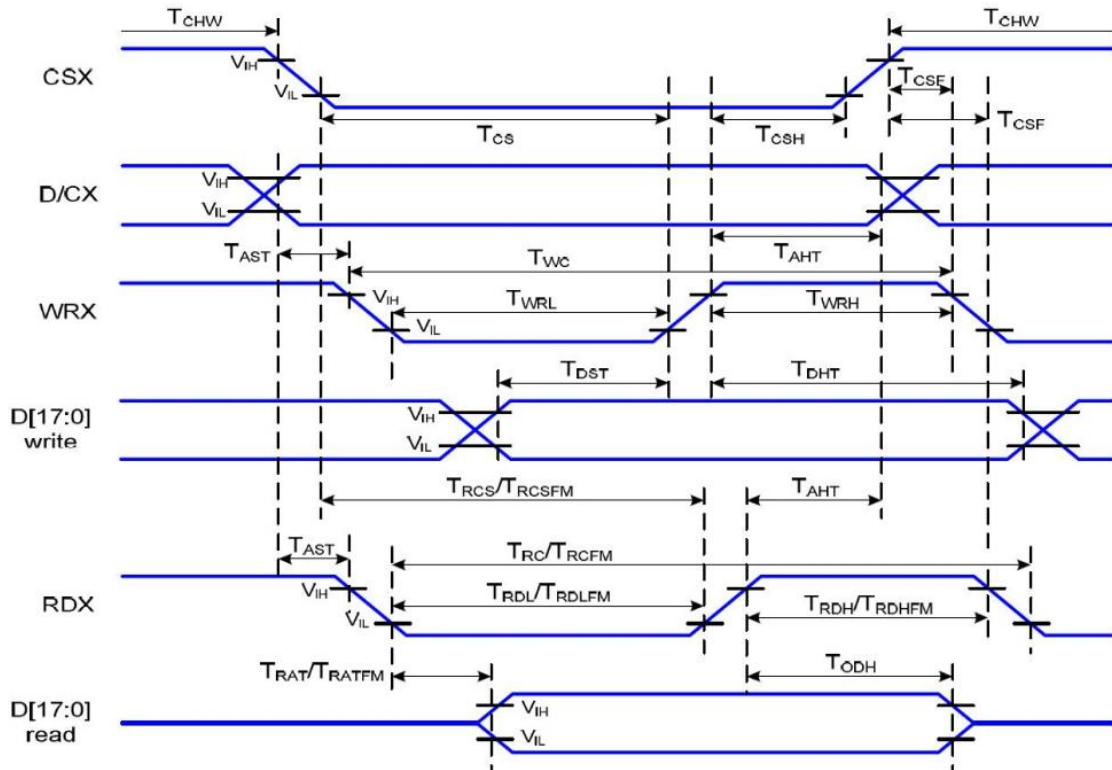 TCHW TCHW
CSX VIH TCSF
VIL TCSF
TCS TCSH
D/CX VIH
VIL
TAST TWC TAHT
WRX VIH TWRL TWRH
VIL
TDST TDHT
D[17:0] VIH
write VIL
TRCS/TRCSFM TAHT
TAST TRC/TRCFM
RDX VIH TRDL/TRDLFM TRDH/TRDHFM
VIL
TRAT/TRATFM TODH
D[17:0] VIH
read VIL